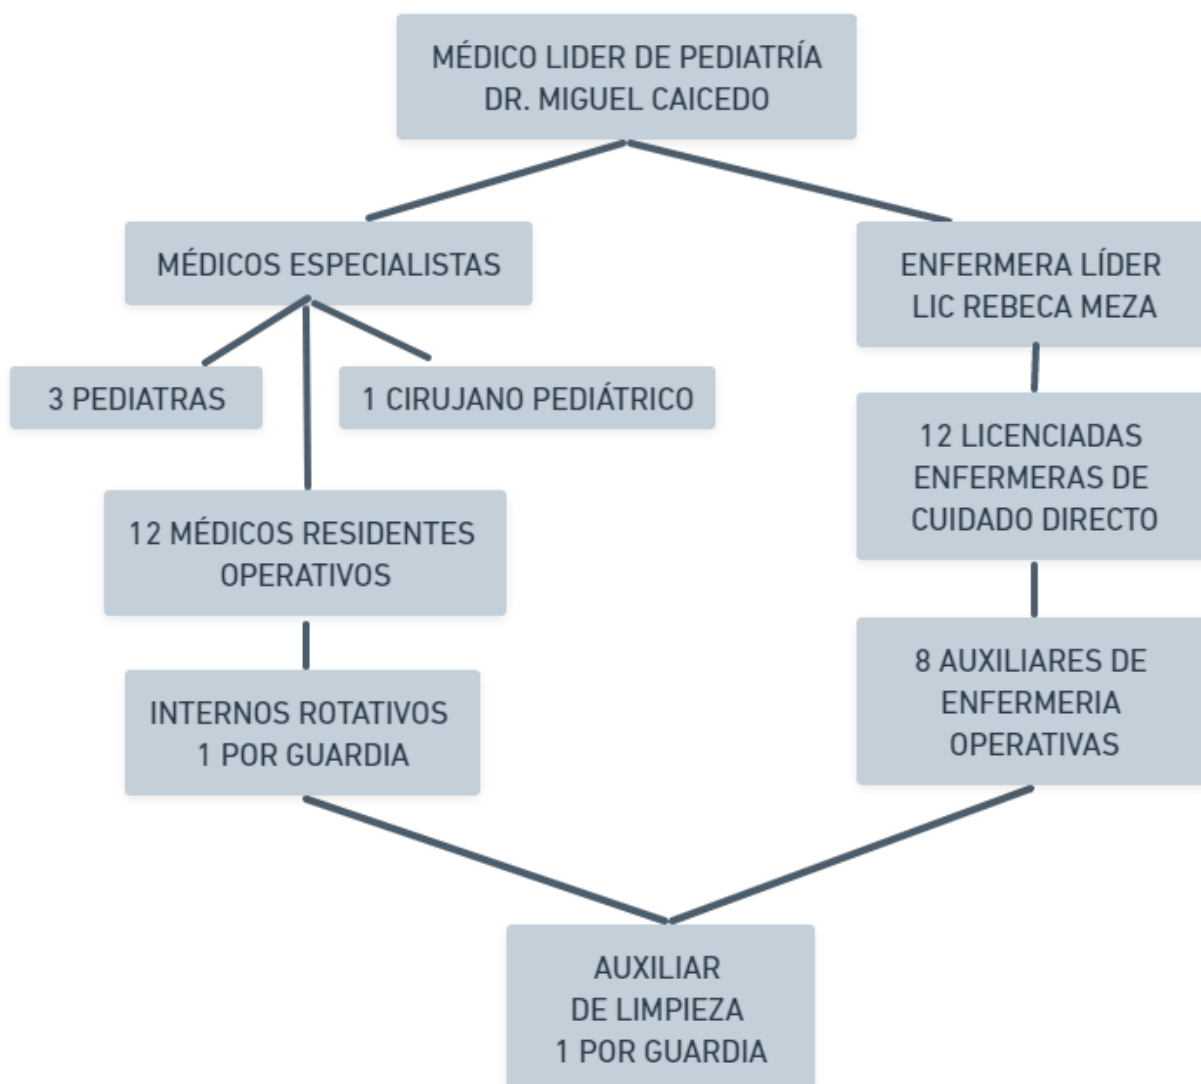 MÉDICO LIDER DE PEDIATRÍA
DR. MIGUEL CAICEDO
MÉDICOS ESPECIALISTAS
ENFERMERA LÍDER
LIC REBECA MEZA
3 PEDIATRAS
1 CIRUJANO PEDIÁTRICO
12 LICENCIADAS
ENFERMERAS DE
CUIDADO DIRECTO
12 MÉDICOS RESIDENTES
OPERATIVOS
8 AUXILIARES DE
ENFERMERIA
OPERATIVAS
INTERNOS ROTATIVOS
1 POR GUARDIA
AUXILIAR
DE LIMPIEZA
1 POR GUARDIA